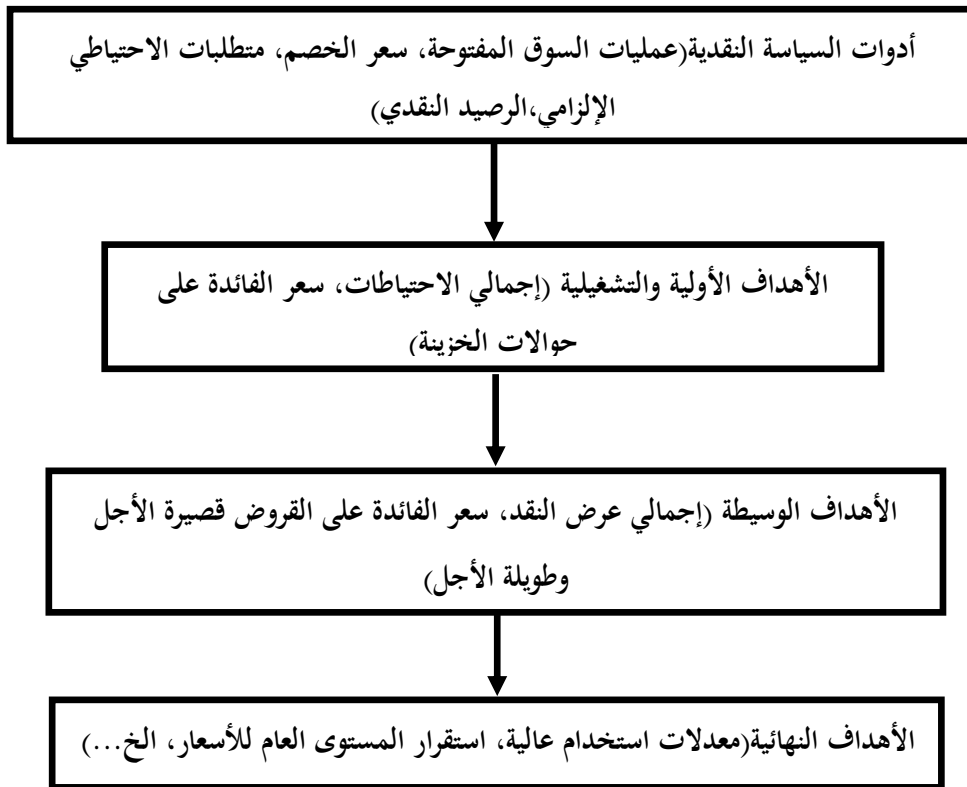 أدوات السياسة النقدية(عمليات السوق المفتوحة، سعر الخصم، متطلبات الاحتياطي
الإلزامي،الرصيد النقدي)
الأهداف الأولية والتشغيلية (إجمالي الاحتياطات، سعر الفائدة على
حوالات الخزينة)
الأهداف الوسيطة (إجمالي عرض النقد، سعر الفائدة على القروض قصيرة الأجل
وطويلة الأجل)
الأهداف النهائية(معدلات استخدام عالية، استقرار المستوى العام للأسعار، الخ...)